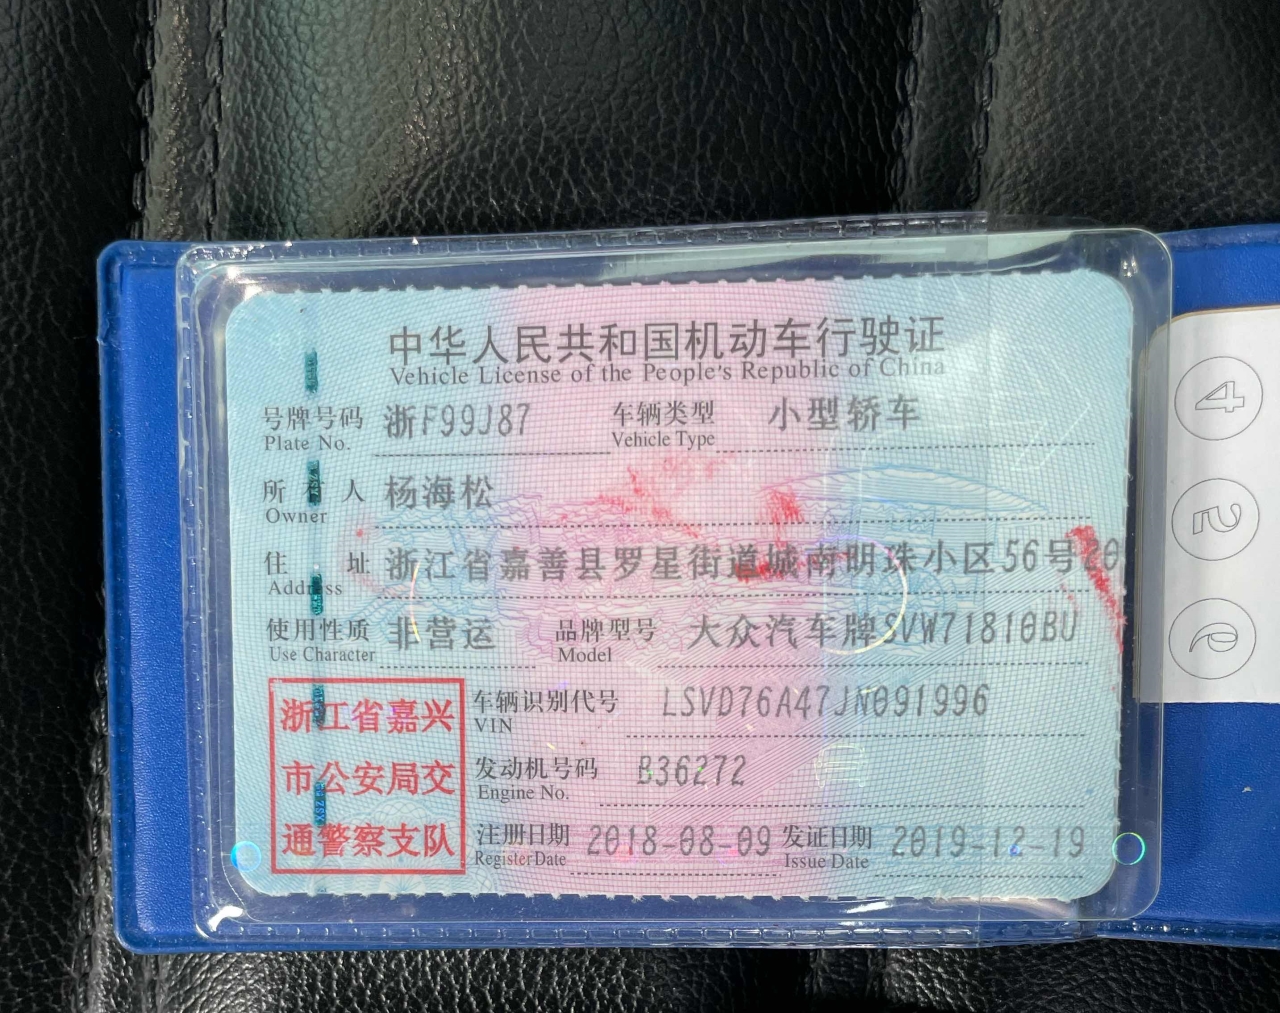 中华人民共和国机动车行驶证
Vehicle License of the People's Republic of China
号牌号码 浙F99J87 车辆类型 小型轿车
Plate No. Vehicle Type
所有人 杨海松
Owner
住址 浙江省嘉善县罗星街道城南明珠小区56号20
Address
使用性质 非营运 品牌型号 大众汽车牌SVW71810BU
Use Character Model
浙江省嘉兴
市公安局交
通警察支队
车辆识别代号 LSVD76A47JN091996
VIN
发动机号码 B36272
Engine No.
注册日期 2018-08-09 发证日期 2019-12-19
Register Date Issue Date
4
2